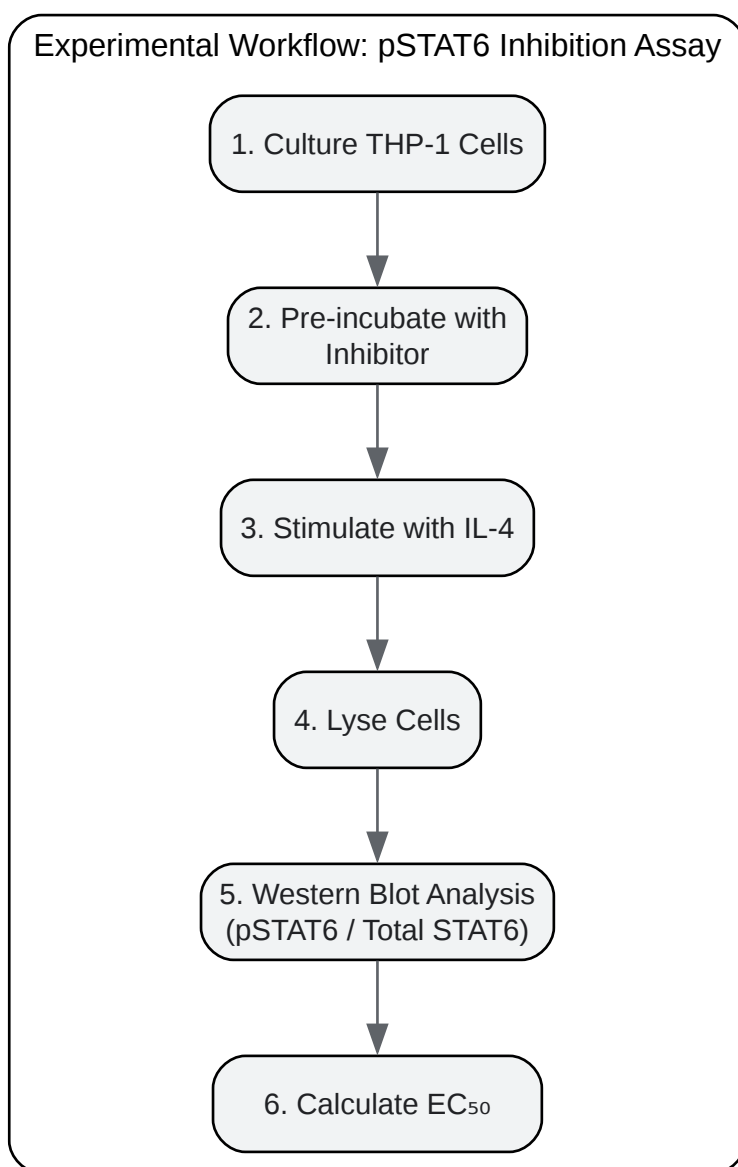 Experimental Workflow: pSTAT6 Inhibition Assay
1. Culture THP-1 Cells
2. Pre-incubate with
Inhibitor
3. Stimulate with IL-4
4. Lyse Cells
5. Western Blot Analysis
(pSTAT6 / Total STAT6)
6. Calculate EC₅₀